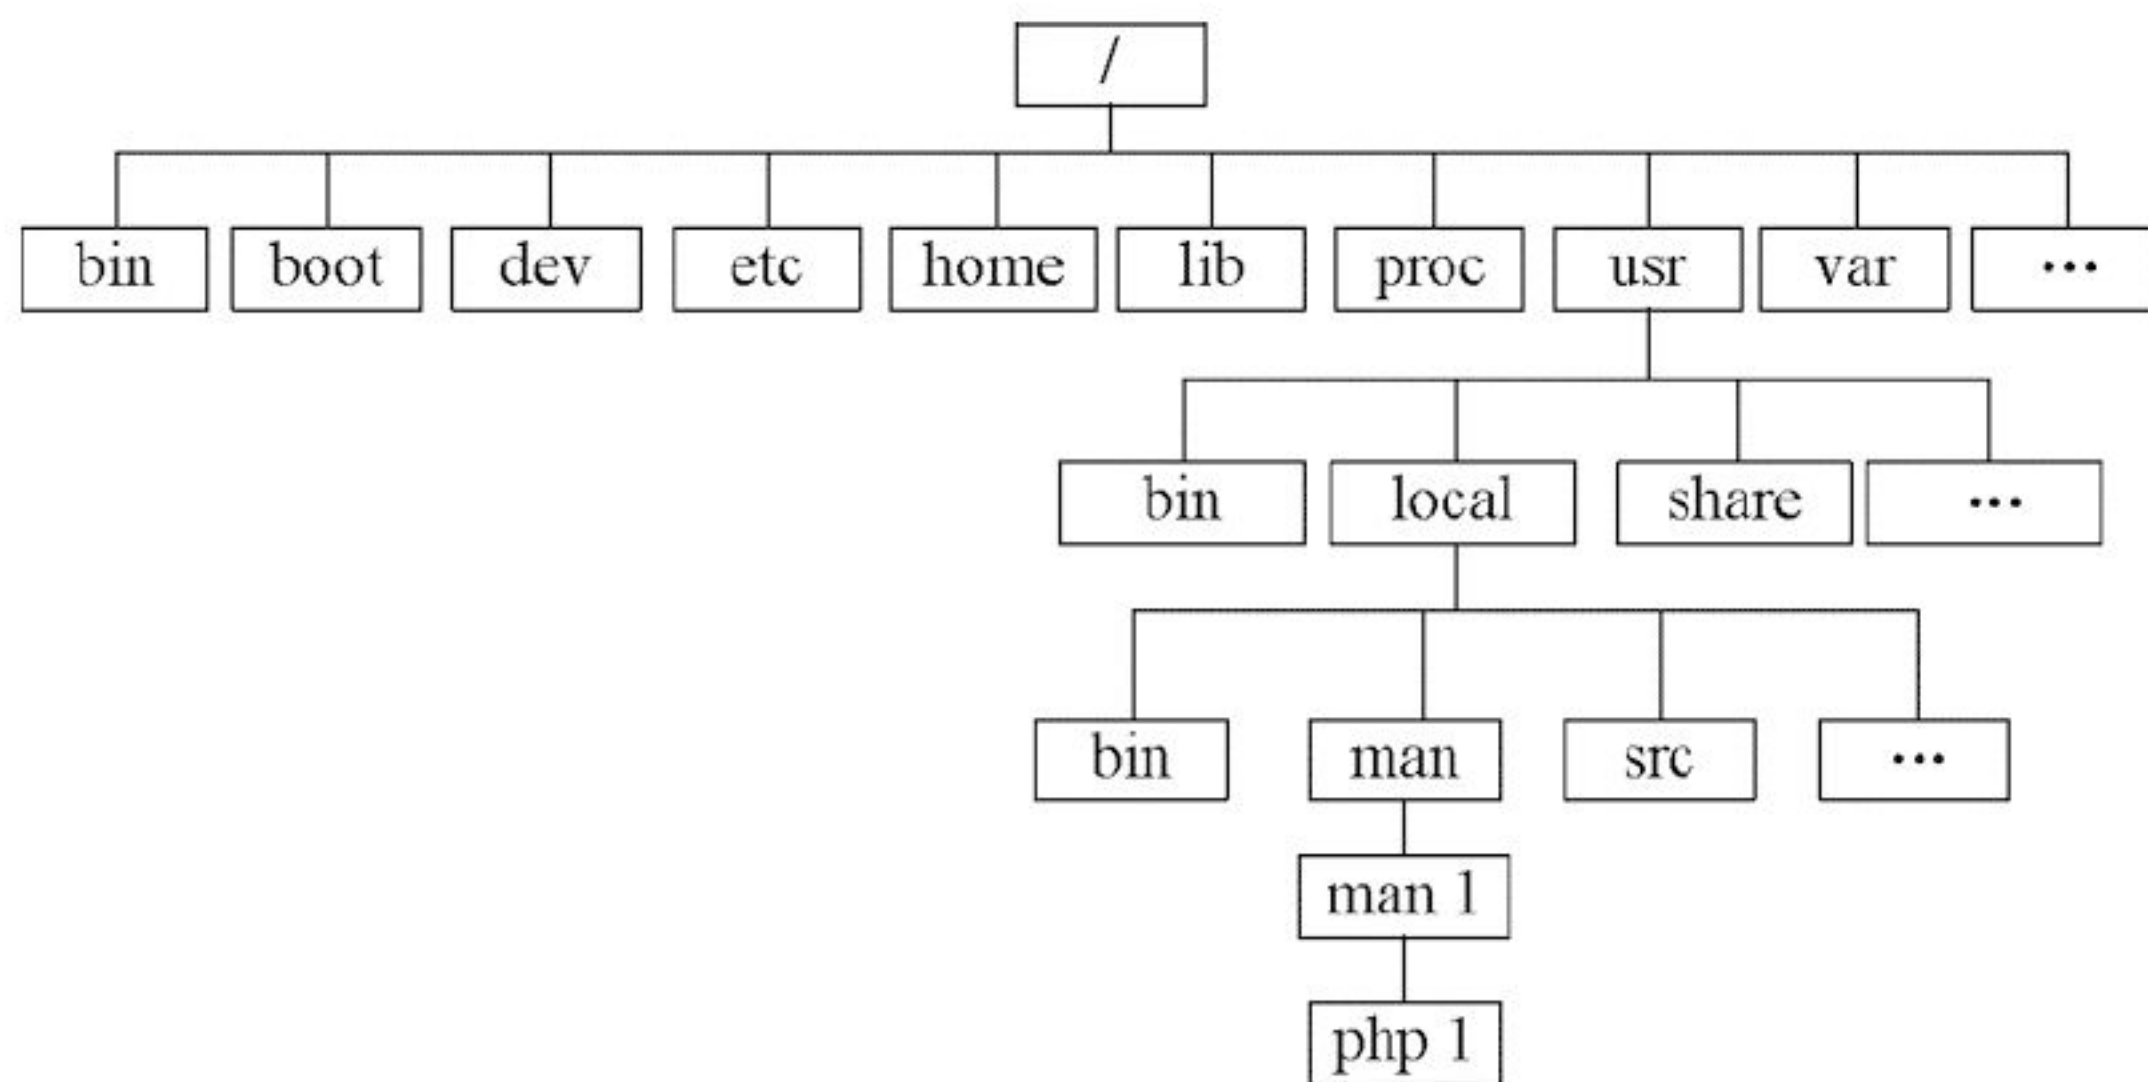 /
bin boot dev etc home lib proc usr var ...
bin local share ...
bin man src ...
man 1
php 1